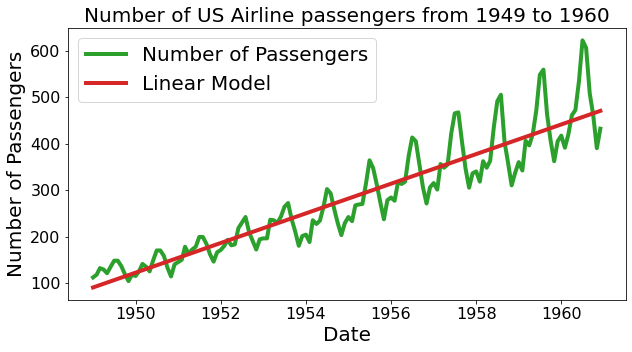 Number of US Airline passengers from 1949 to 1960
Number of Passengers
Linear Model
Number of Passengers
600
500
400
300
200
100
1950 1952 1954 1956 1958 1960
Date